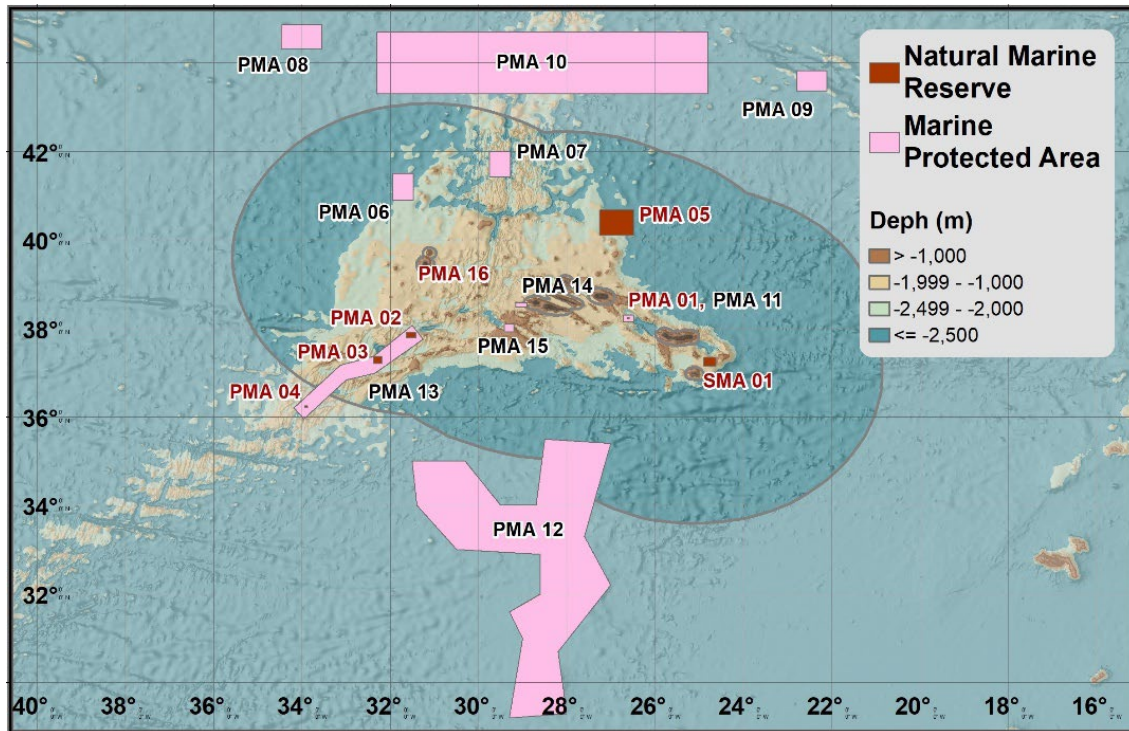 PMA 08
PMA 10
PMA 09
Natural Marine
Reserve
Marine
Protected Area
Deph (m)
> -1,000
-1,999 - -1,000
-2,499 - -2,000
<= -2,500
42°
PMA 07
PMA 06
PMA 05
40°
PMA 16
PMA 14
PMA 01, PMA 11
38°
PMA 02
PMA 03
PMA 15
PMA 04
PMA 13
SMA 01
36°
34°
PMA 12
32°
40° 38° 36° 34° 32° 30° 28° 26° 24° 22° 20° 18° 16°